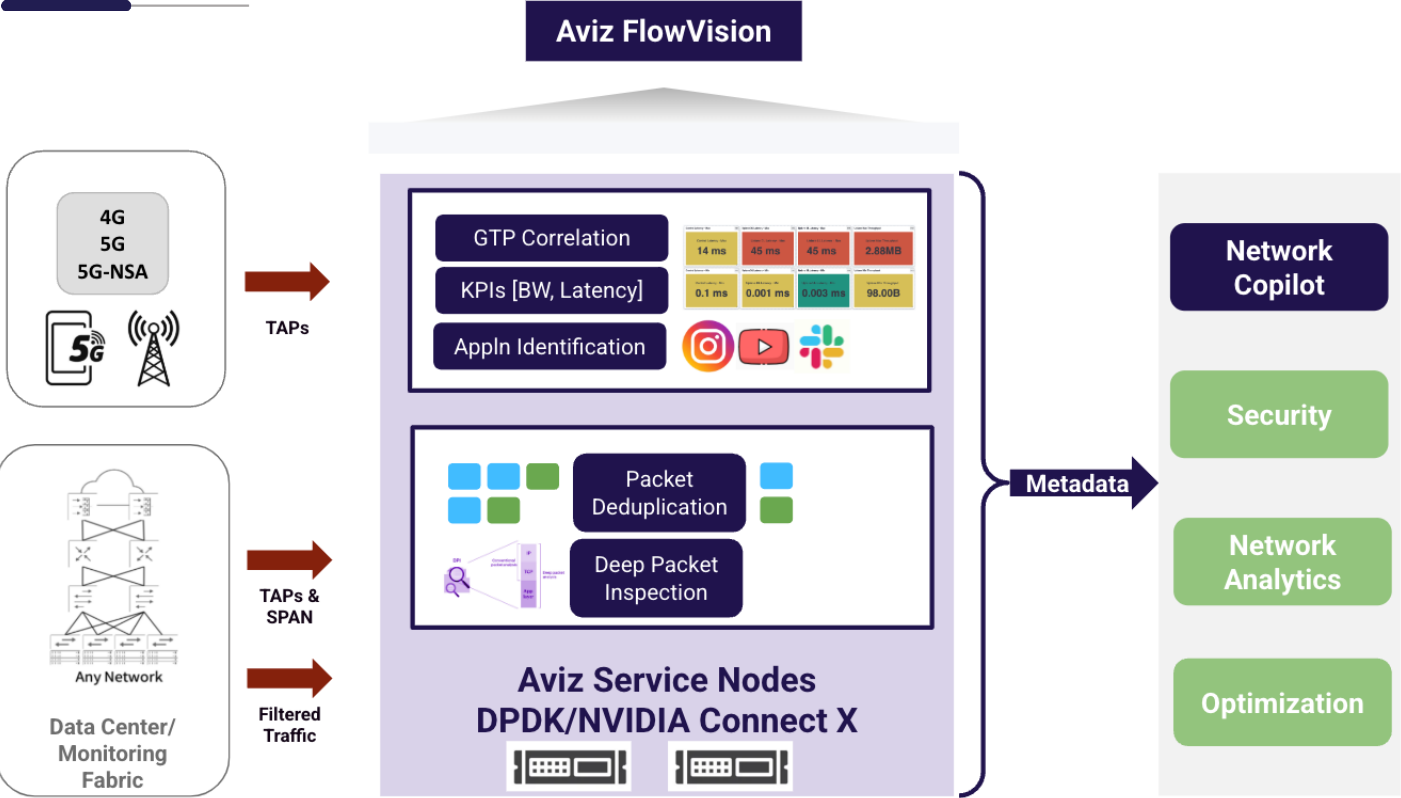 Aviz FlowVision
4G
5G
5G-NSA
5G
TAPs
GTP Correlation
KPIs [BW, Latency]
Appln Identification
14 ms
45 ms
45 ms
2.88MB
0.1 ms
0.001 ms
0.003 ms
98.00B
Packet
Deduplication
DPI
IP
TCP
Deep Packet
Inspection
Any Network
Data Center/
Monitoring
Fabric
TAPs &
SPAN
Filtered
Traffic
Aviz Service Nodes
DPDK/NVIDIA Connect X
Metadata
Network
Copilot
Security
Network
Analytics
Optimization